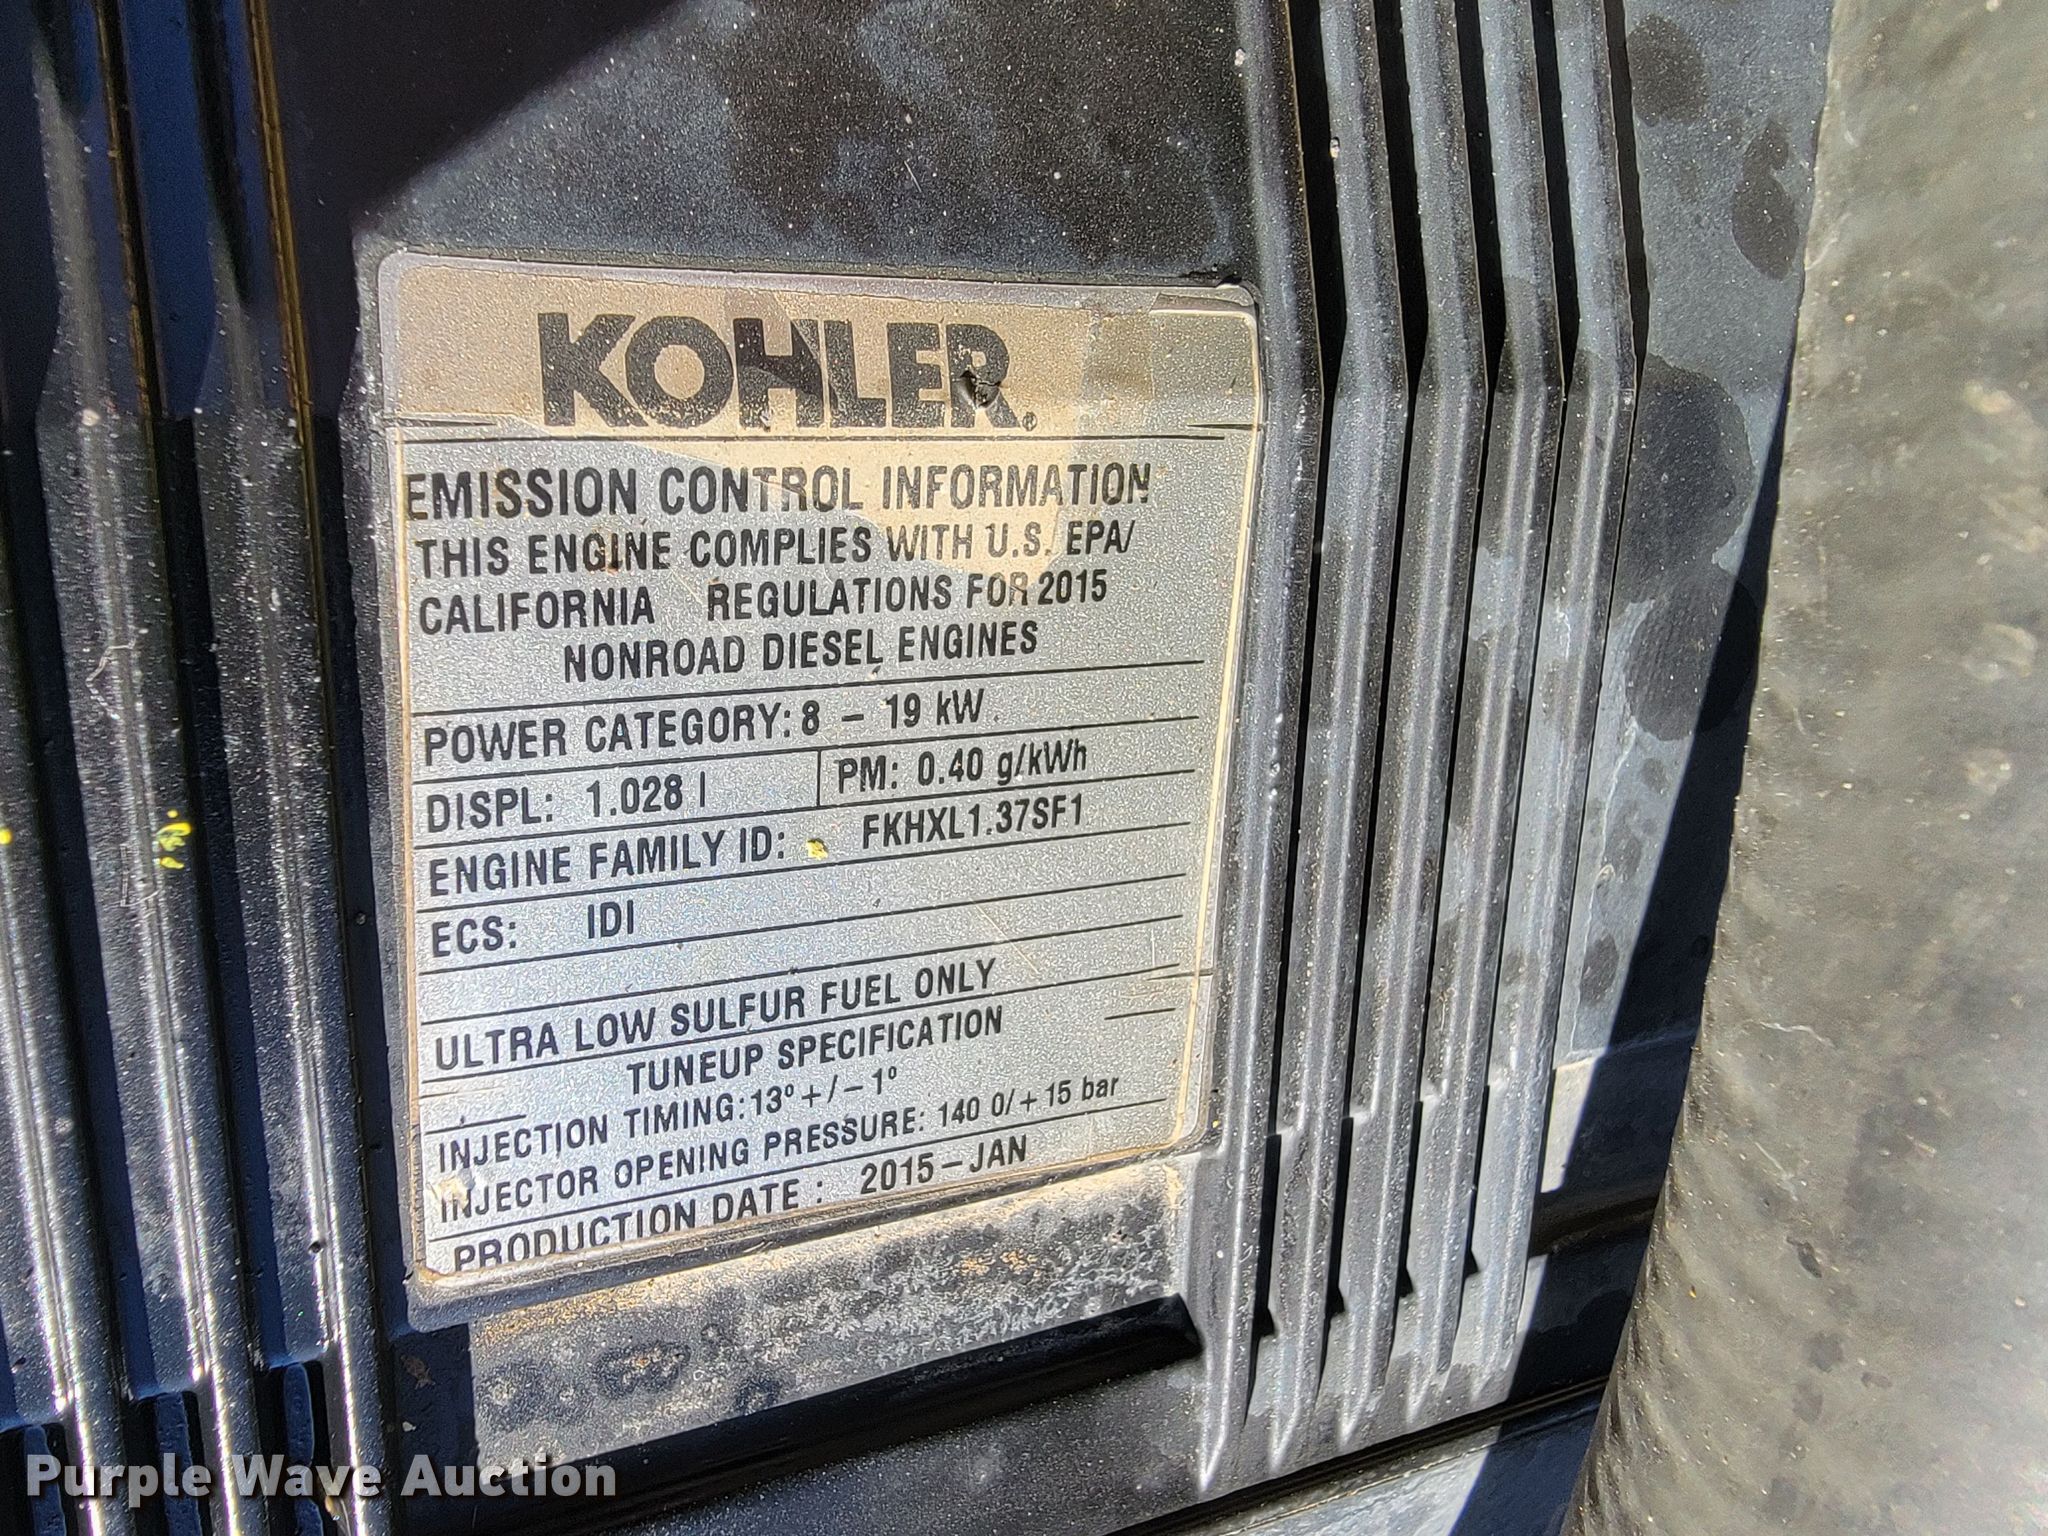 KOHLER®
EMISSION CONTROL INFORMATION
THIS ENGINE COMPLIES WITH U.S. EPA/
CALIFORNIA REGULATIONS FOR 2015
NONROAD DIESEL ENGINES
POWER CATEGORY: 8 – 19 kW
DISPL: 1.028 l PM: 0.40 g/kWh
ENGINE FAMILY ID: FKHXL1.37SF1
ECS: IDI
ULTRA LOW SULFUR FUEL ONLY
TUNEUP SPECIFICATION
INJECTION TIMING: 13° +/– 1°
INJECTOR OPENING PRESSURE: 140 0/+15 bar
PRODUCTION DATE : 2015–JAN
Purple Wave Auction